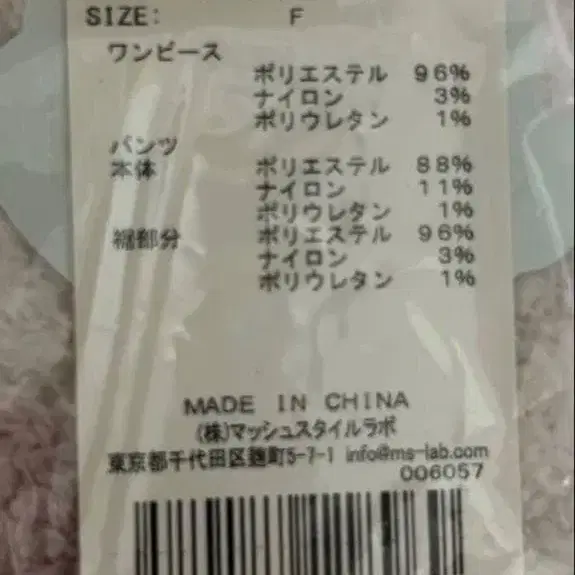 SIZE: F
ワンピース
ポリエステル 96%
ナイロン 3%
ポリウレタン 1%
パンツ
本体 ポリエステル 88%
ナイロン 11%
ポリウレタン 1%
裾部分 ポリエステル 96%
ナイロン 3%
ポリウレタン 1%
MADE IN CHINA
(株)マッシュスタイルラボ
東京都千代田区麹町5-7-1 info@ms-lab.com
006057